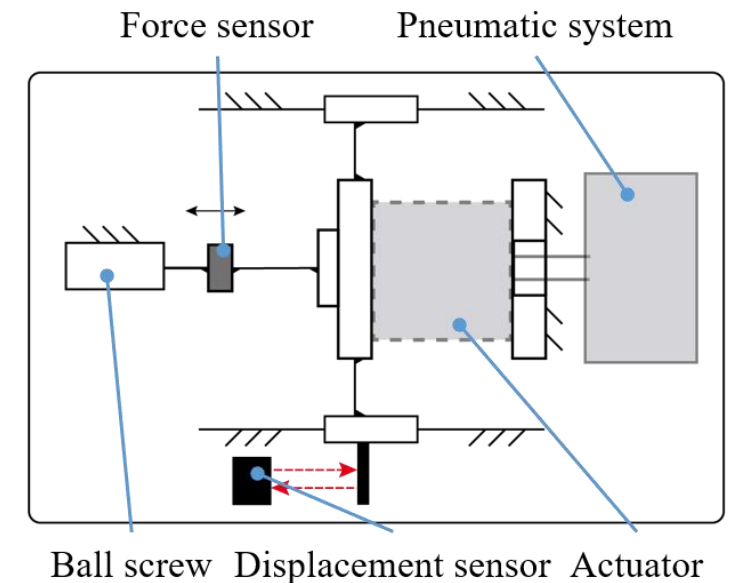 Force sensor
Pneumatic system
Ball screw
Displacement sensor
Actuator